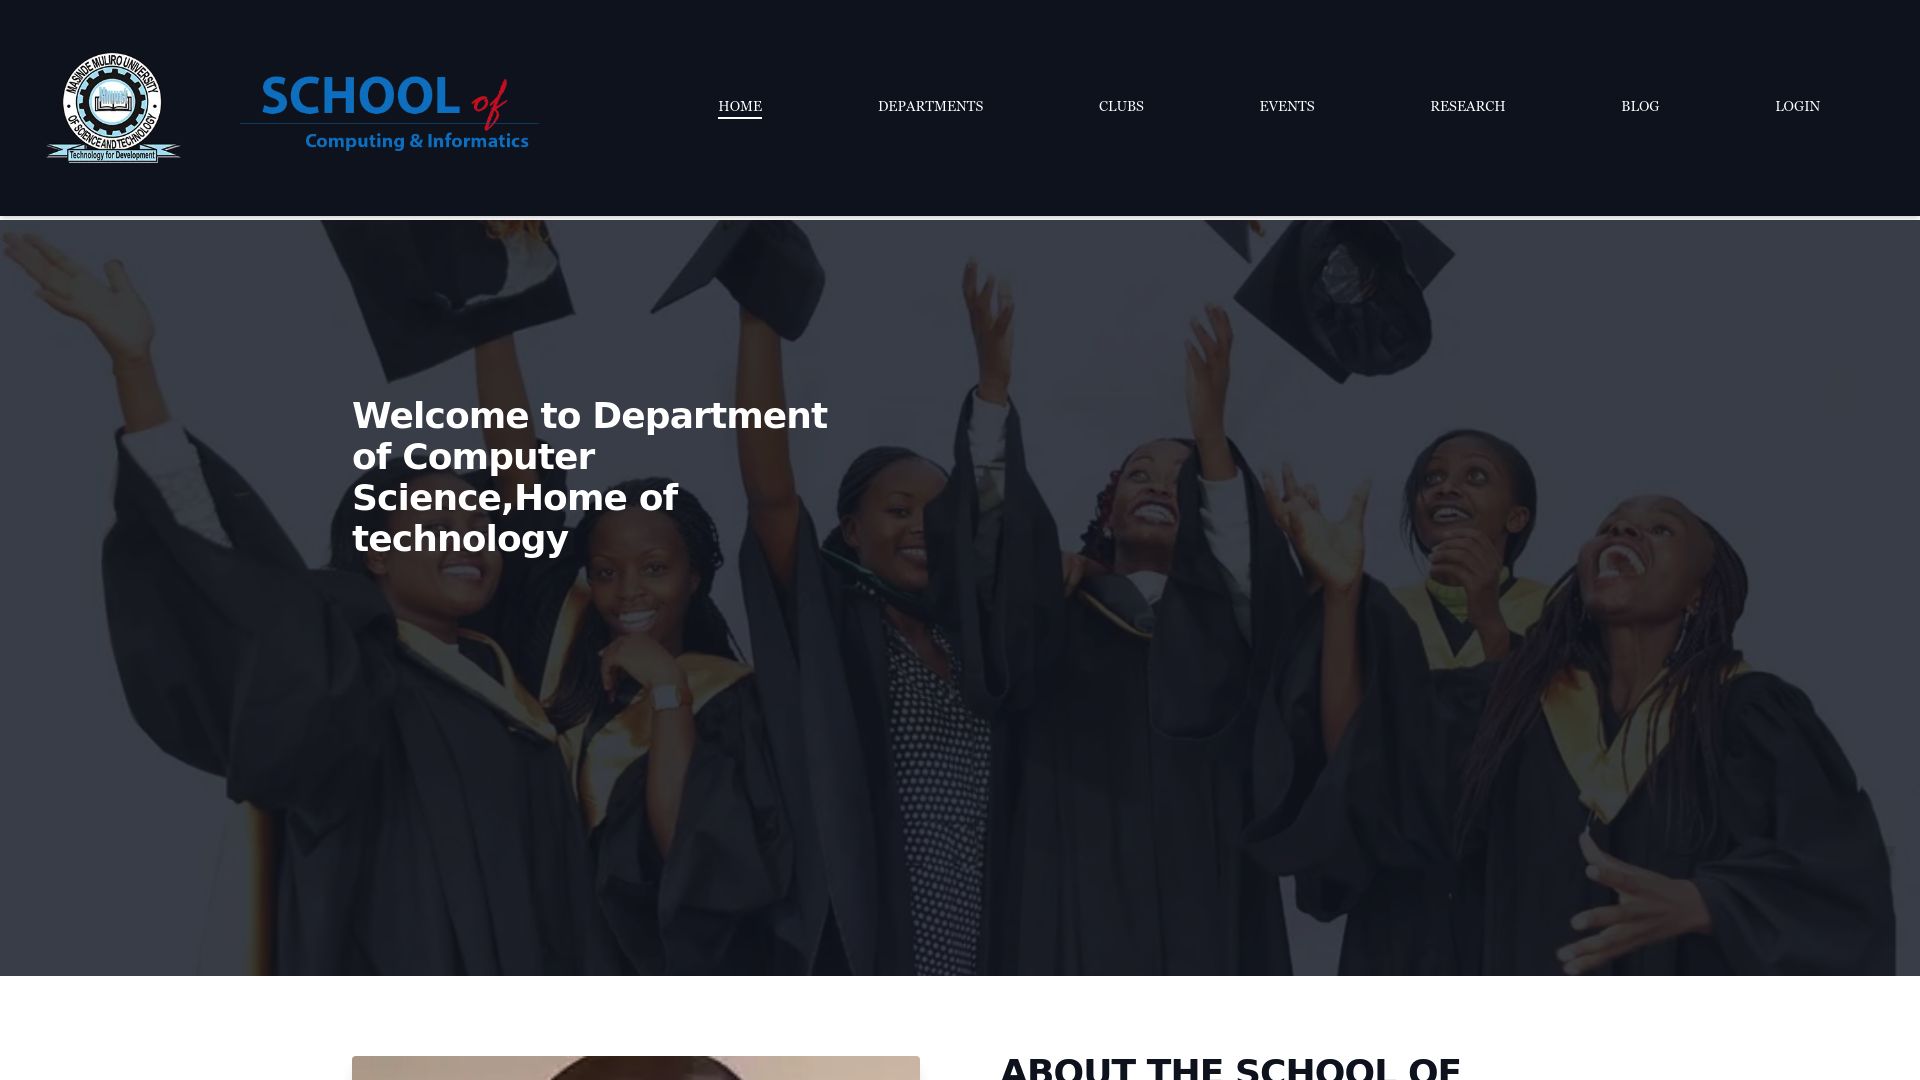 MASINDE MULIRO UNIVERSITY
OF SCIENCE AND TECHNOLOGY
Technology for Development
SCHOOL of
Computing & Informatics
HOME
DEPARTMENTS
CLUBS
EVENTS
RESEARCH
BLOG
LOGIN
Welcome to Department
of Computer
Science,Home of
technology
ABOUT THE SCHOOL OF